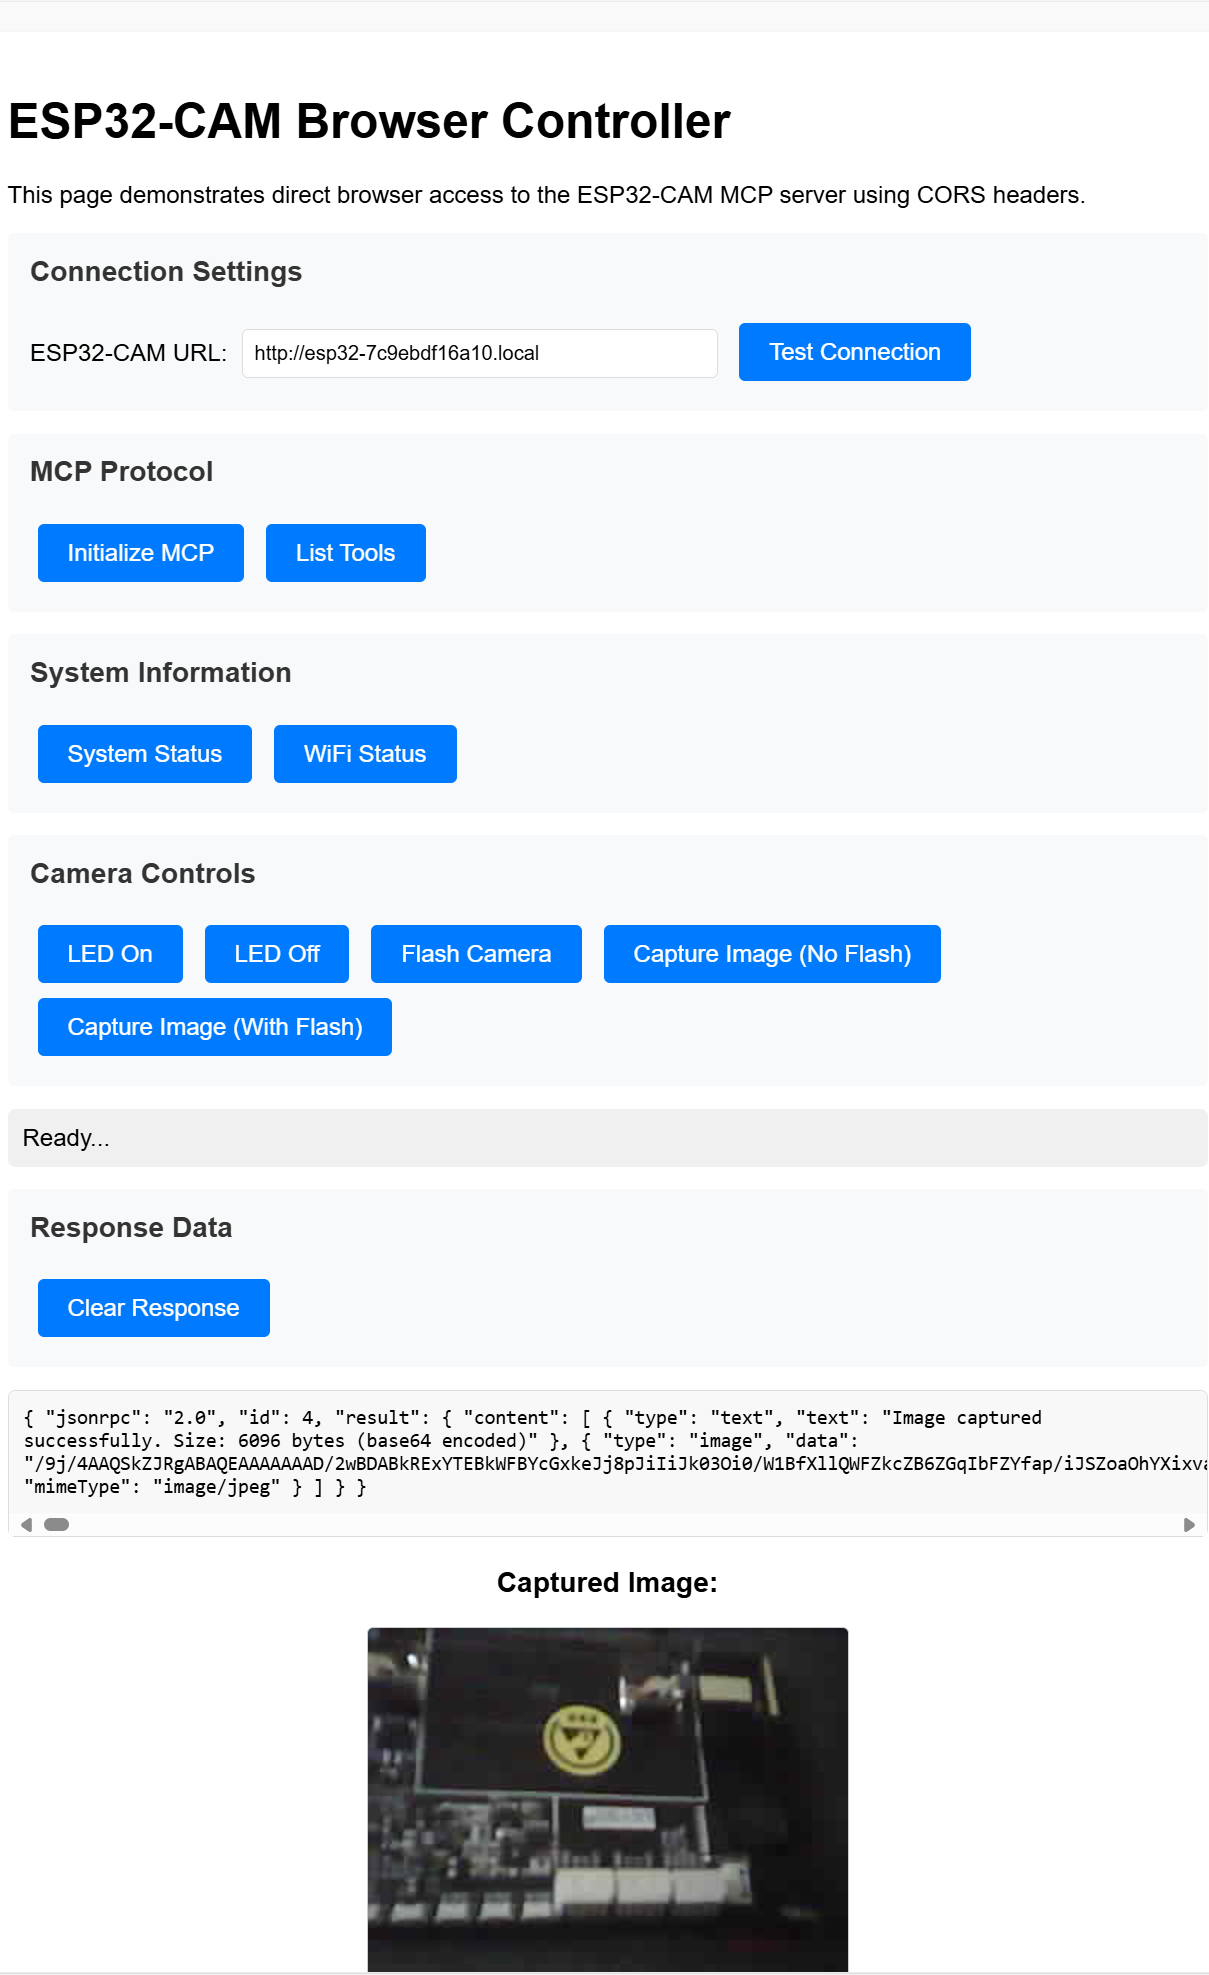 ESP32-CAM Browser Controller
This page demonstrates direct browser access to the ESP32-CAM MCP server using CORS headers.
Connection Settings
ESP32-CAM URL: http://esp32-7c9ebdf16a10.local Test Connection
MCP Protocol
Initialize MCP List Tools
System Information
System Status WiFi Status
Camera Controls
LED On LED Off Flash Camera Capture Image (No Flash)
Capture Image (With Flash)
Ready...
Response Data
Clear Response
{ "jsonrpc": "2.0", "id": 4, "result": { "content": [ { "type": "text", "text": "Image captured
successfully. Size: 6096 bytes (base64 encoded)" }, { "type": "image", "data":
"/9j/4AAQSkZJRgABAQEAAAAAAAD/2wBDABkRExYTEBkWFBYcGxkeJj8pJiIiJk03Oi0/W1BfXllQWFZkcZB6ZGqIbFZYfap/iJSZoaOhYXixva
"mimeType": "image/jpeg" } ] } }
Captured Image: